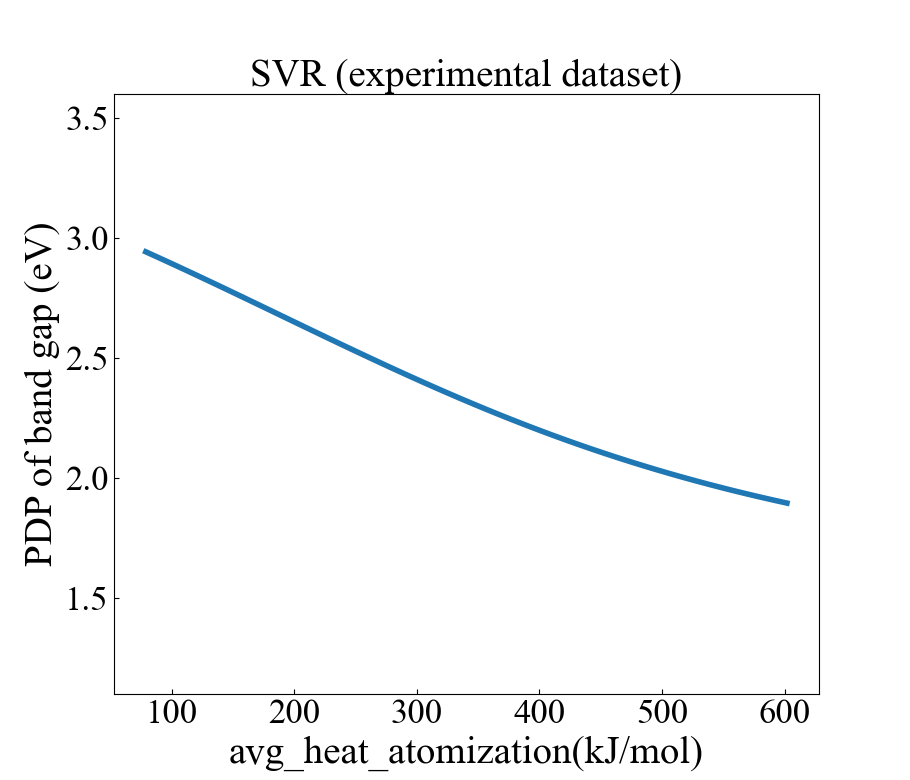 SVR (experimental dataset)
PDP of band gap (eV)
3.5
3.0
2.5
2.0
1.5
100 200 300 400 500 600
avg_heat_atomization(kJ/mol)